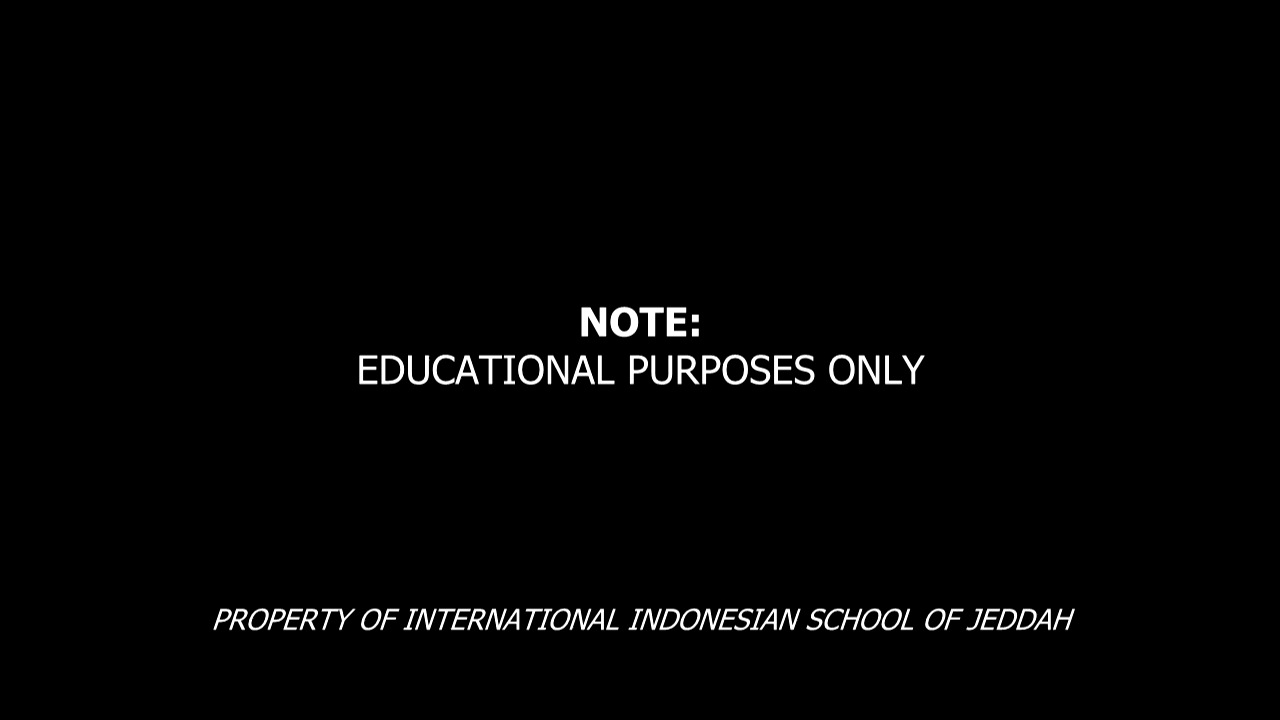 NOTE:
EDUCATIONAL PURPOSES ONLY
PROPERTY OF INTERNATIONAL INDONESIAN SCHOOL OF JEDDAH